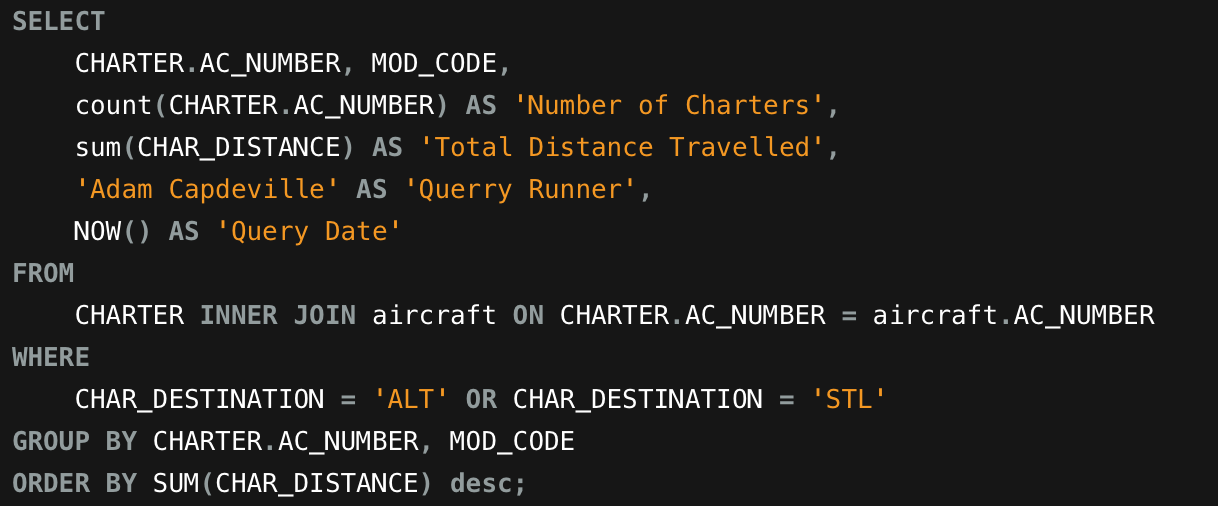 SELECT
CHARTER.AC_NUMBER, MOD_CODE,
count(CHARTER.AC_NUMBER) AS 'Number of Charters',
sum(CHAR_DISTANCE) AS 'Total Distance Travelled',
'Adam Capdeville' AS 'Querry Runner',
NOW() AS 'Query Date'
FROM
CHARTER INNER JOIN aircraft ON CHARTER.AC_NUMBER = aircraft.AC_NUMBER
WHERE
CHAR_DESTINATION = 'ALT' OR CHAR_DESTINATION = 'STL'
GROUP BY CHARTER.AC_NUMBER, MOD_CODE
ORDER BY SUM(CHAR_DISTANCE) desc;